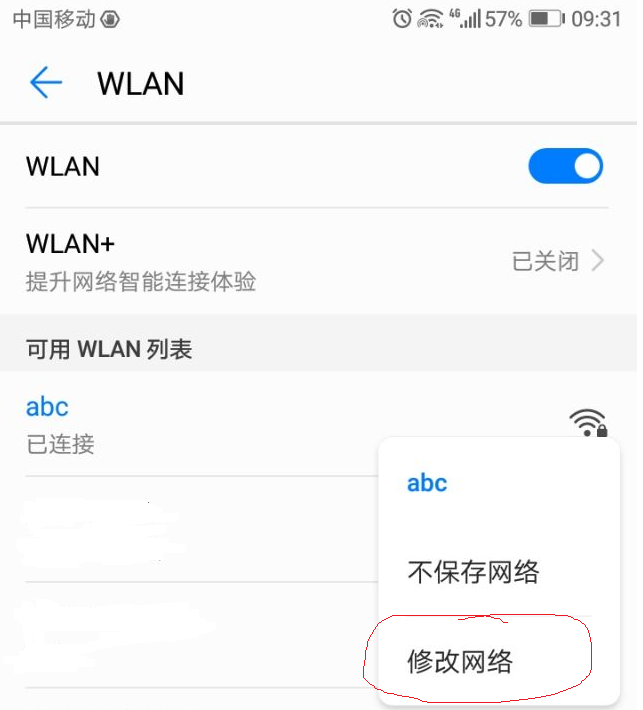 中国移动 4G 57% 09:31
WLAN
WLAN
WLAN+
提升网络智能连接体验
已关闭
可用 WLAN 列表
abc
已连接
abc
不保存网络
修改网络